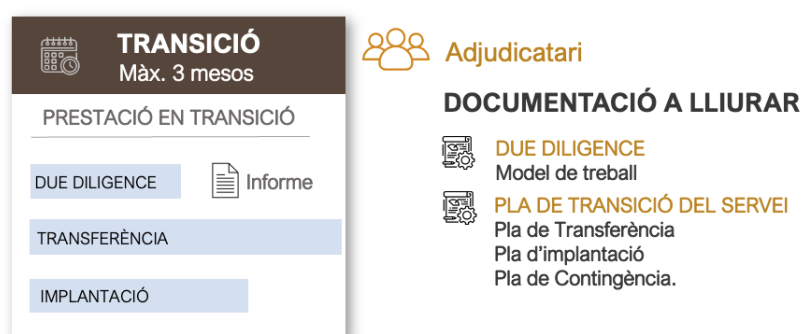 TRANSICIÓ
Màx. 3 mesos
PRESTACIÓ EN TRANSICIÓ
DUE DILIGENCE
Informe
TRANSFERÈNCIA
IMPLANTACIÓ
Adjudicatari
DOCUMENTACIÓ A LLIURAR
DUE DILIGENCE
Model de treball
PLA DE TRANSICIÓ DEL SERVEI
Pla de Transferència
Pla d’implantació
Pla de Contingència.